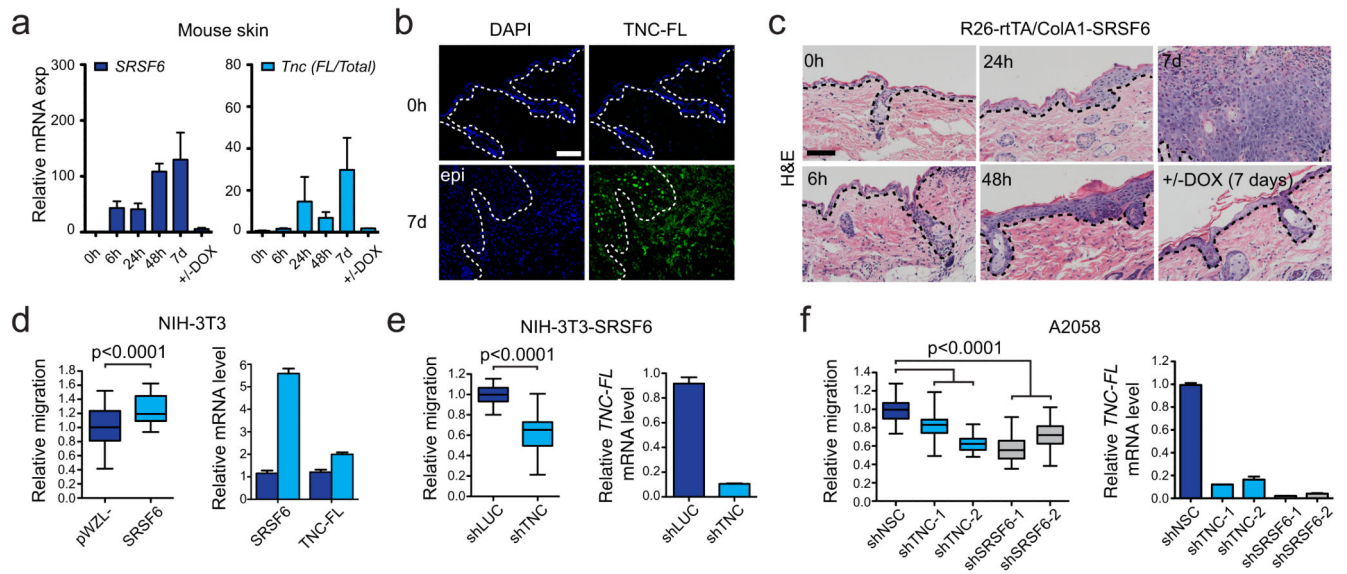 a
Mouse skin
SRSF6
Tnc (FL/Total)
Relative mRNA exp
300
200
100
0
80
60
40
20
0
0h
6h
24h
48h
7d
+/-DOX
0h
6h
24h
48h
7d
+/-DOX
b
DAPI
TNC-FL
0h
epi
7d
c
R26-rtTA/ColA1-SRSF6
H&E
0h
24h
7d
6h
48h
+/-DOX (7 days)
d
NIH-3T3
p<0.0001
Relative migration
1.8
1.6
1.4
1.2
1.0
0.8
0.6
0.4
0.2
0.0
pWZL-
SRSF6
Relative mRNA level
6
5
4
3
2
1
0
SRSF6
TNC-FL
e
NIH-3T3-SRSF6
p<0.0001
Relative migration
1.4
1.2
1.0
0.8
0.6
0.4
0.2
0.0
shLUC
shTNC
Relative TNC-FL
mRNA level
1.0
0.8
0.6
0.4
0.2
0.0
shLUC
shTNC
f
A2058
p<0.0001
Relative migration
1.6
1.4
1.2
1.0
0.8
0.6
0.4
0.2
0.0
shNSC
shTNC-1
shTNC-2
shSRSF6-1
shSRSF6-2
Relative TNC-FL
mRNA level
1.2
1.0
0.8
0.6
0.4
0.2
0.0
shNSC
shTNC-1
shTNC-2
shSRSF6-1
shSRSF6-2